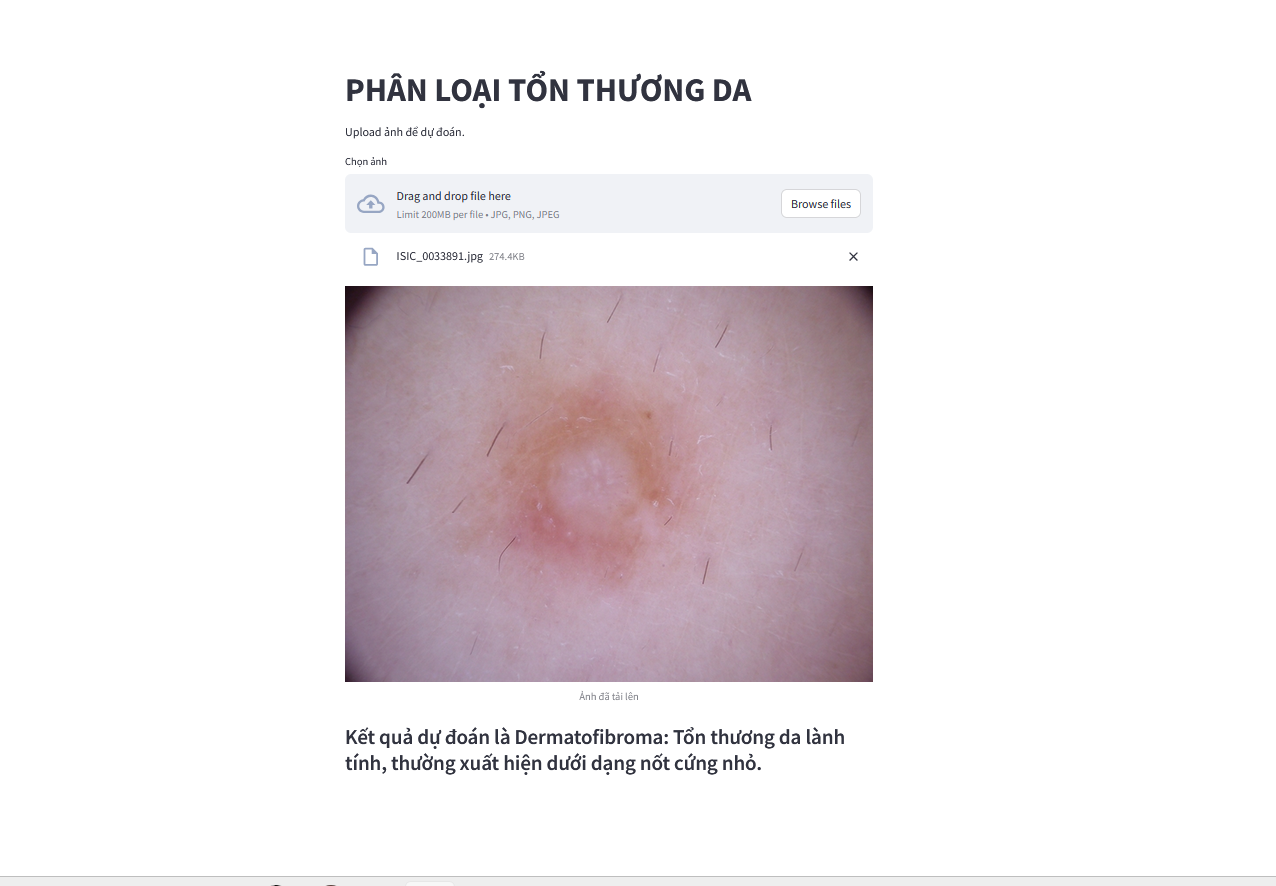 PHÂN LOẠI TỔN THƯƠNG DA
Upload ảnh để dự đoán.
Chọn ảnh
Drag and drop file here
Limit 200MB per file • JPG, PNG, JPEG
Browse files
ISIC_0033891.jpg 274.4KB
Ảnh đã tải lên
Kết quả dự đoán là Dermatofibroma: Tổn thương da lành
tính, thường xuất hiện dưới dạng nốt cứng nhỏ.